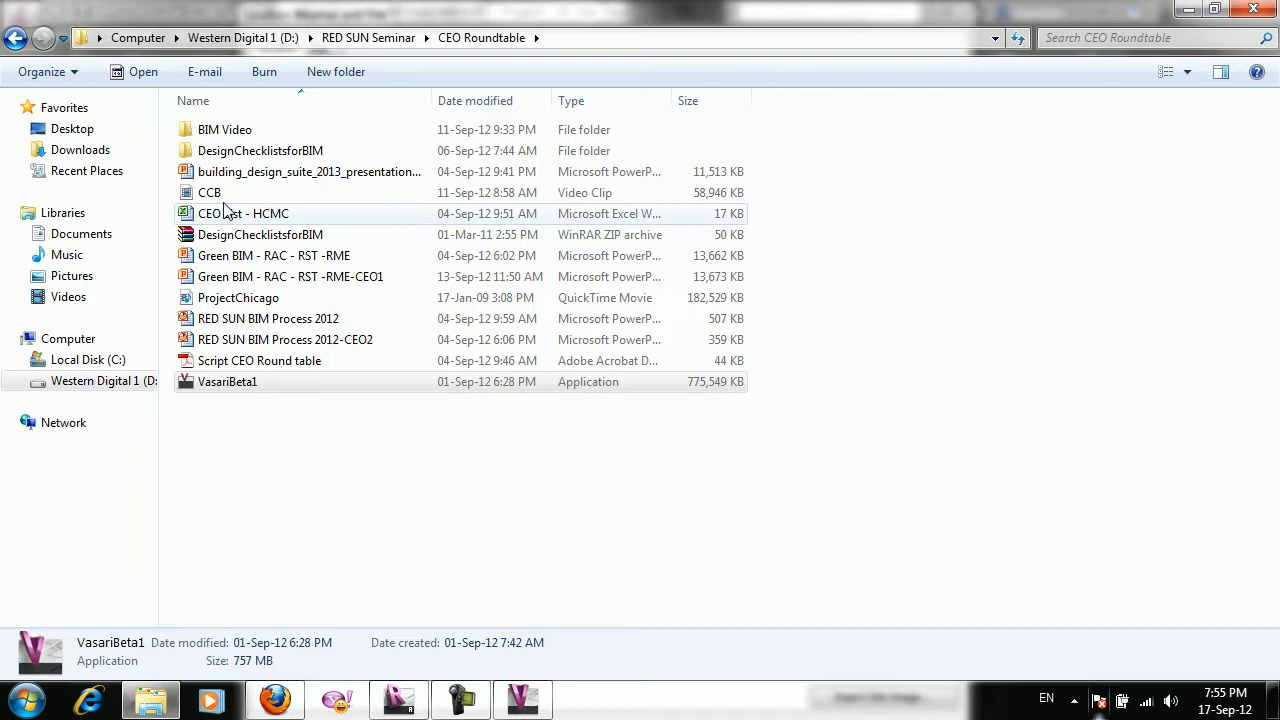 Computer Western Digital 1 (D:) RED SUN Seminar CEO Roundtable Search CEO Roundtable
Organize Open E-mail Burn New folder
Name Date modified Type Size
Favorites
Desktop
Downloads
Recent Places
Libraries
Documents
Music
Pictures
Videos
Computer
Local Disk (C:)
Western Digital 1 (D:
Network
BIM Video 11-Sep-12 9:33 PM File folder
DesignChecklistsforBIM 06-Sep-12 7:44 AM File folder
building_design_suite_2013_presentation... 04-Sep-12 9:41 PM Microsoft PowerP... 11,513 KB
CCB 11-Sep-12 8:58 AM Video Clip 58,946 KB
CEO st - HCMC 04-Sep-12 9:51 AM Microsoft Excel W... 17 KB
DesignChecklistsforBIM 01-Mar-11 2:55 PM WinRAR ZIP archive 50 KB
Green BIM - RAC - RST -RME 04-Sep-12 6:02 PM Microsoft PowerP... 13,662 KB
Green BIM - RAC - RST -RME-CEO1 13-Sep-12 11:50 AM Microsoft PowerP... 13,673 KB
ProjectChicago 17-Jan-09 3:08 PM QuickTime Movie 182,529 KB
RED SUN BIM Process 2012 04-Sep-12 9:59 AM Microsoft PowerP... 507 KB
RED SUN BIM Process 2012-CEO2 04-Sep-12 6:06 PM Microsoft PowerP... 359 KB
Script CEO Round table 04-Sep-12 9:46 AM Adobe Acrobat D... 44 KB
VasariBeta1 01-Sep-12 6:28 PM Application 775,549 KB
VasariBeta1 Date modified: 01-Sep-12 6:28 PM Date created: 01-Sep-12 7:42 AM
Application Size: 757 MB
EN 7:55 PM
17-Sep-12